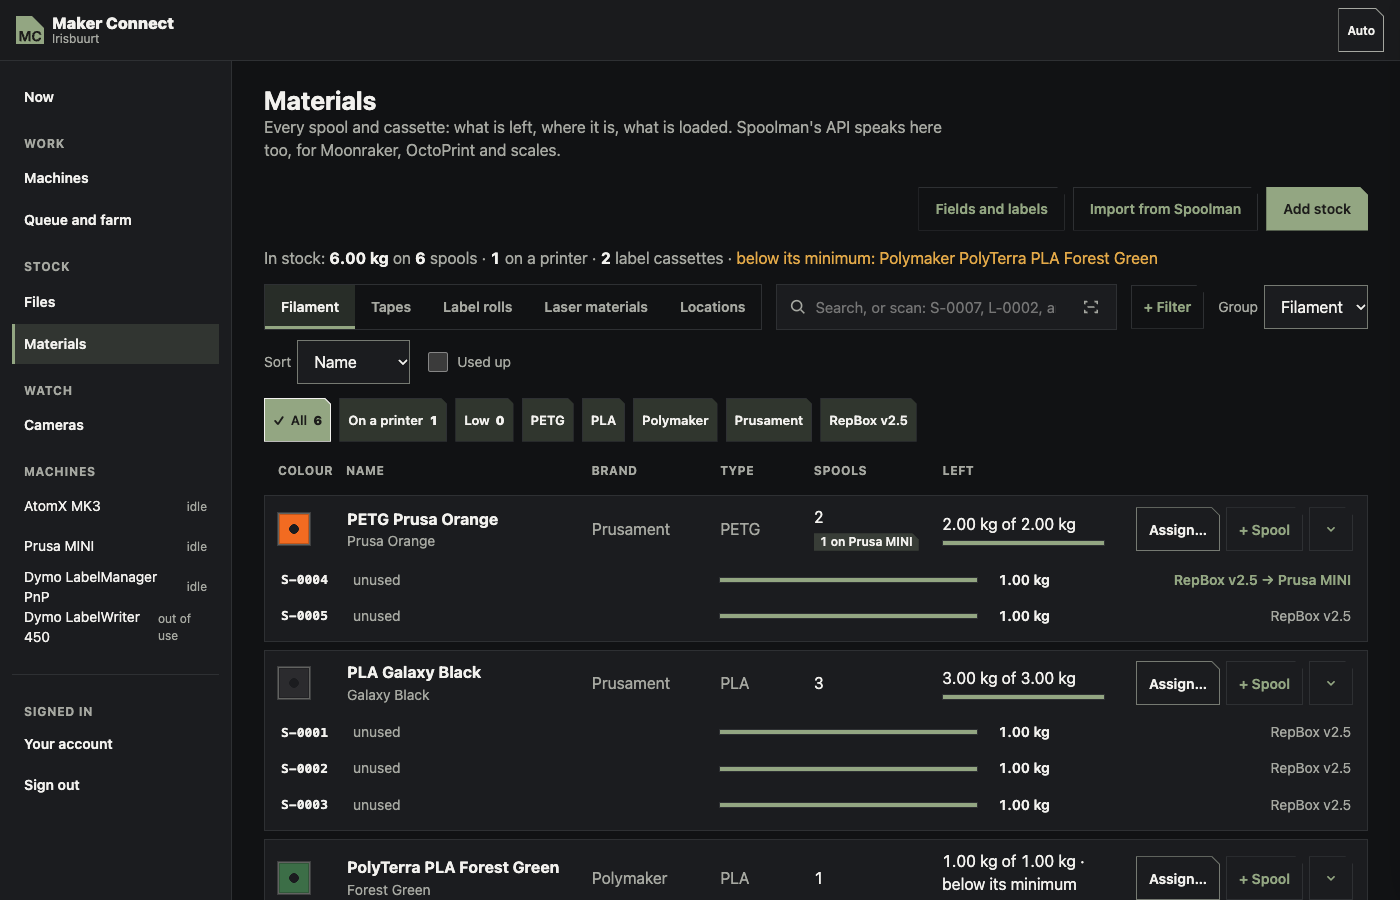 MC
Maker Connect
Irisbuurt
Auto
Now
WORK
Machines
Queue and farm
STOCK
Files
Materials
WATCH
Cameras
MACHINES
AtomX MK3 idle
Prusa MINI idle
Dymo LabelManager PnP idle
Dymo LabelWriter 450 out of use
SIGNED IN
Your account
Sign out
Materials
Every spool and cassette: what is left, where it is, what is loaded. Spoolman's API speaks here
too, for Moonraker, OctoPrint and scales.
Fields and labels Import from Spoolman Add stock
In stock: 6.00 kg on 6 spools · 1 on a printer · 2 label cassettes · below its minimum: Polymaker PolyTerra PLA Forest Green
Filament Tapes Label rolls Laser materials Locations Search, or scan: S-0007, L-0002, a + Filter Group Filament
Sort Name Used up
✓ All 6 On a printer 1 Low 0 PETG PLA Polymaker Prusament RepBox v2.5
COLOUR NAME BRAND TYPE SPOOLS LEFT
PETG Prusa Orange
Prusa Orange
Prusament PETG
2
1 on Prusa MINI
2.00 kg of 2.00 kg
Assign... + Spool
S-0004 unused 1.00 kg RepBox v2.5 → Prusa MINI
S-0005 unused 1.00 kg RepBox v2.5
PLA Galaxy Black
Galaxy Black
Prusament PLA 3 3.00 kg of 3.00 kg Assign... + Spool
S-0001 unused 1.00 kg RepBox v2.5
S-0002 unused 1.00 kg RepBox v2.5
S-0003 unused 1.00 kg RepBox v2.5
PolyTerra PLA Forest Green
Forest Green
Polymaker PLA 1
1.00 kg of 1.00 kg ·
below its minimum
Assign... + Spool